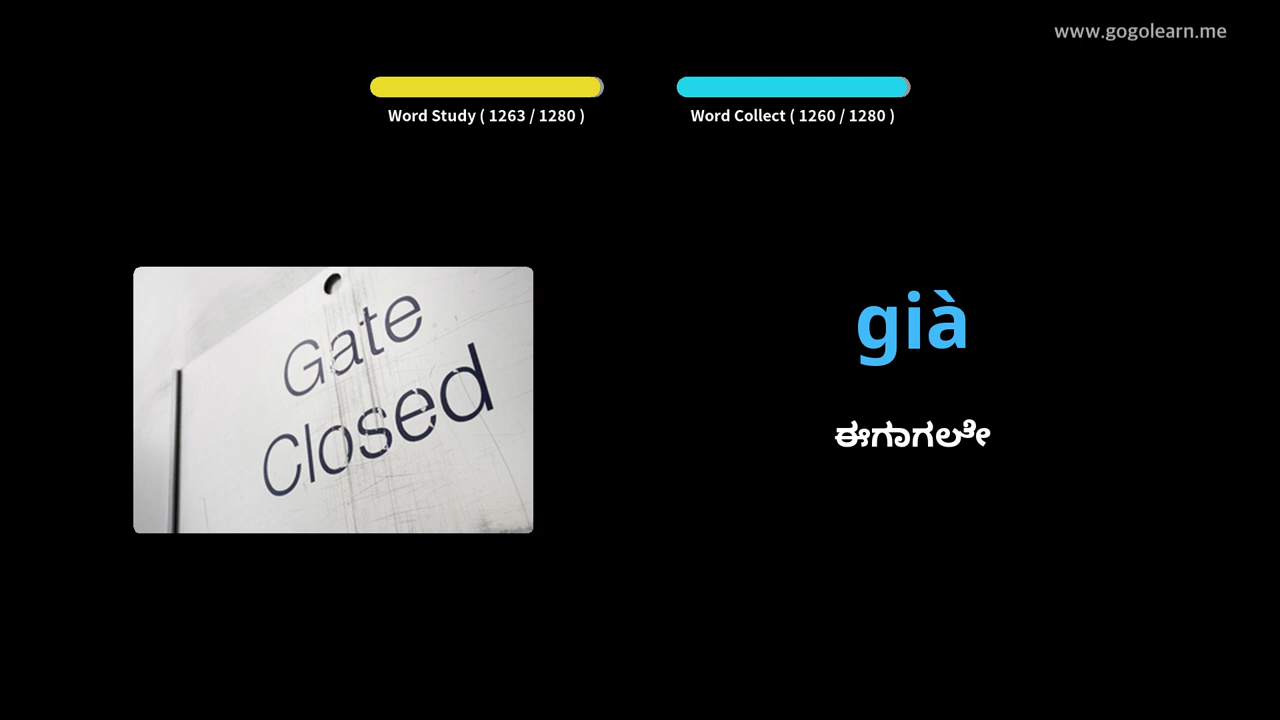 www.gogolearn.me
Word Study ( 1263 / 1280 )
Word Collect ( 1260 / 1280 )
Gate
Closed
già
ಈಗಾಗಲೇ